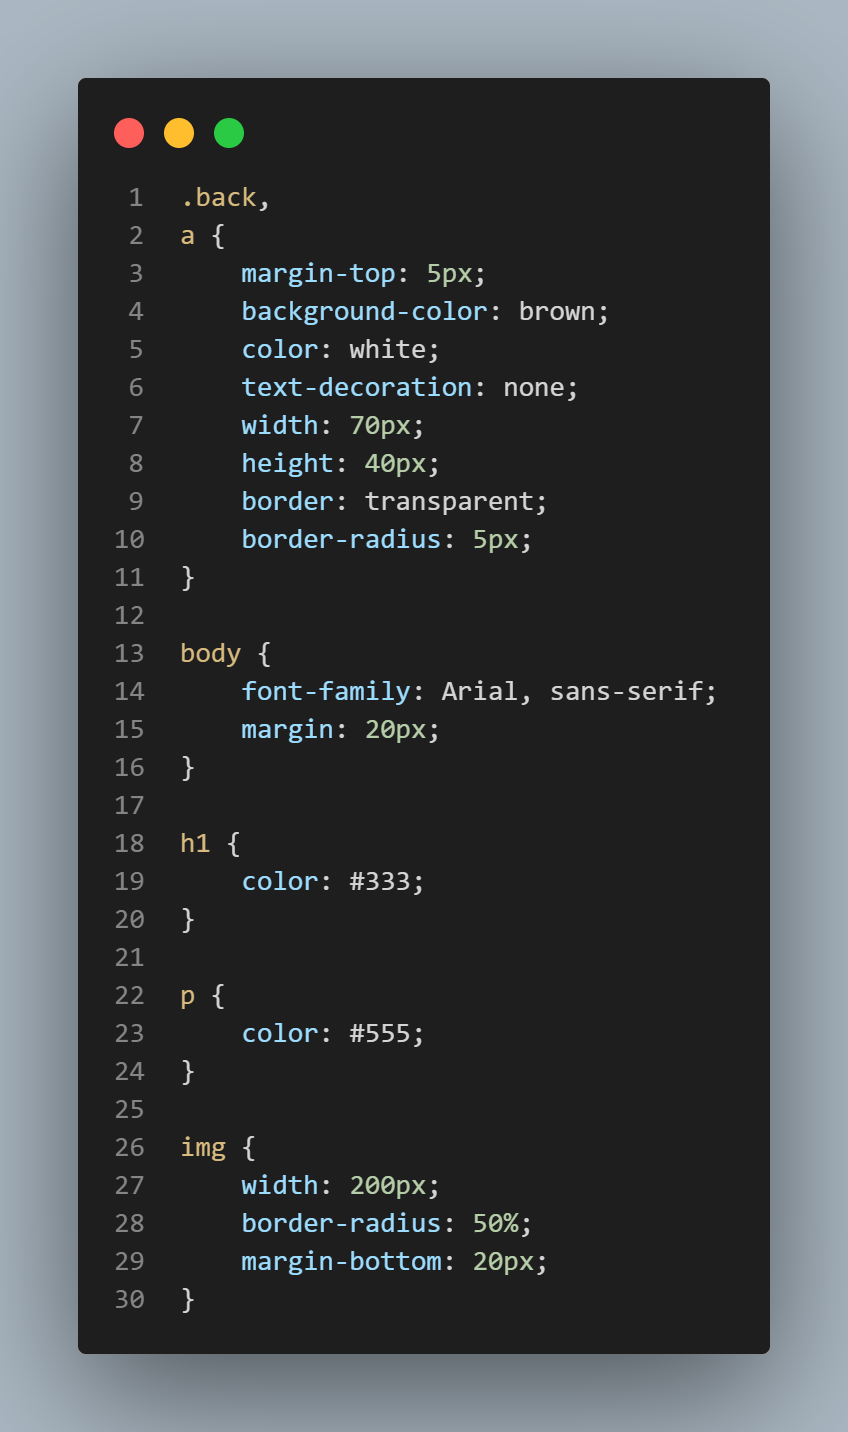 1 .back,
2 a {
3     margin-top: 5px;
4     background-color: brown;
5     color: white;
6     text-decoration: none;
7     width: 70px;
8     height: 40px;
9     border: transparent;
10     border-radius: 5px;
11 }
12
13 body {
14     font-family: Arial, sans-serif;
15     margin: 20px;
16 }
17
18 h1 {
19     color: #333;
20 }
21
22 p {
23     color: #555;
24 }
25
26 img {
27     width: 200px;
28     border-radius: 50%;
29     margin-bottom: 20px;
30 }